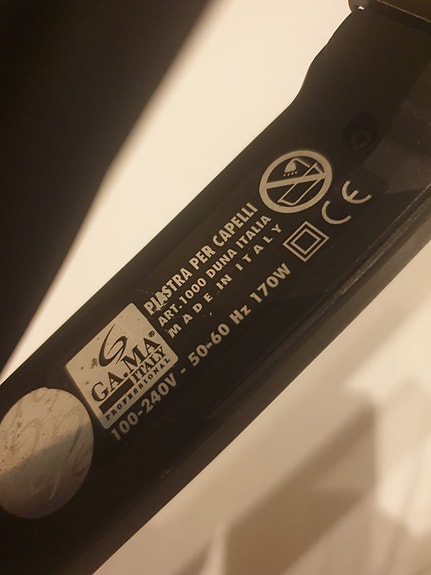 PIASTRA PER CAPELLI
ART.1000 DUNA ITALIA
MADE IN ITALY
GA.MA®
ITALY
PROFESSIONAL
100-240V - 50-60 Hz 170W
CE